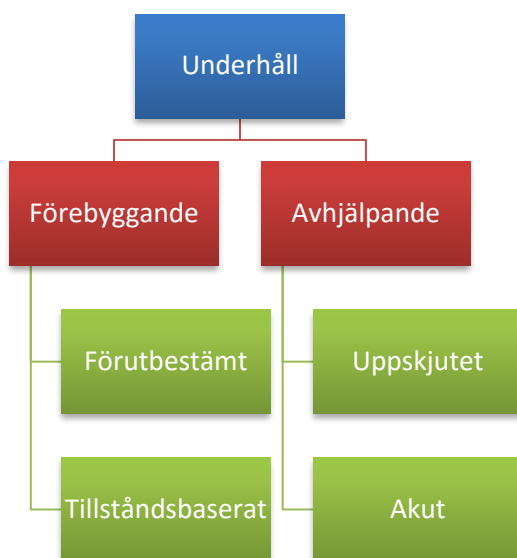 Underhåll
Förebyggande
Avhjälpande
Förutbestämt
Uppskjutet
Tillståndsbaserat
Akut